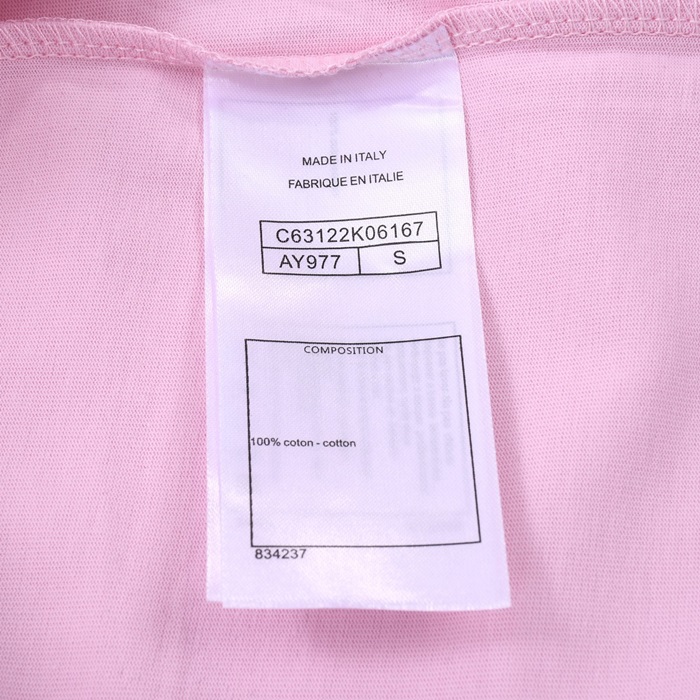 MADE IN ITALY
FABRIQUE EN ITALIE
C63122K06167
AY977 S
COMPOSITION
100% coton - cotton
834237